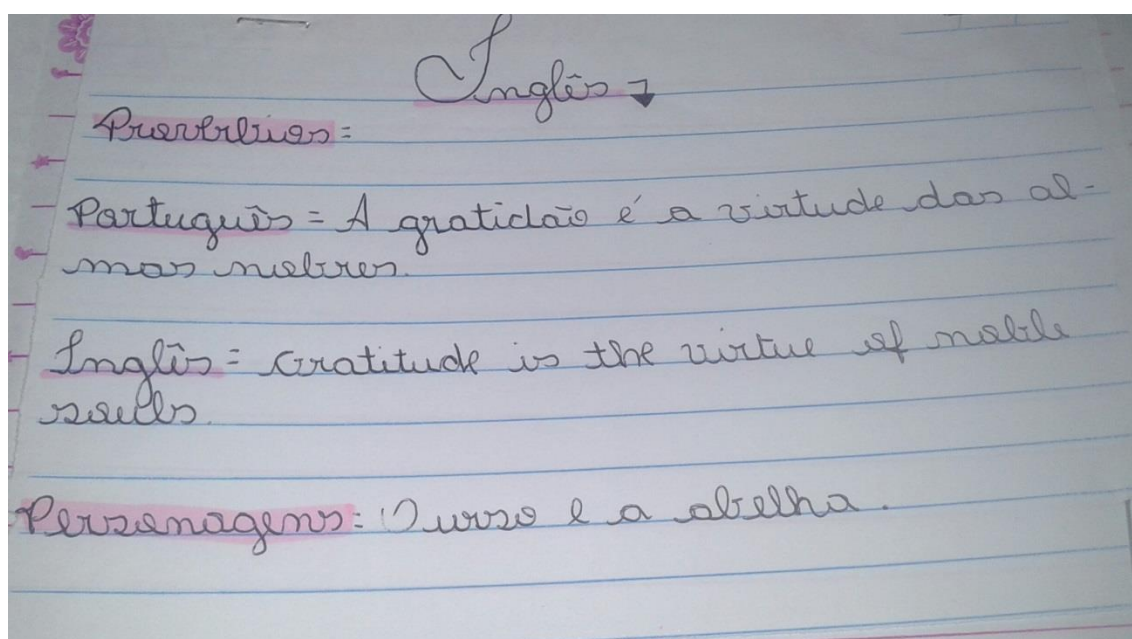 Inglês
Provérbios=
Português = A gratidão é a virtude das al-
mas nobres.
Inglês = Gratitude is the virtue of noble
souls.
Personagens: O urso e a abelha.